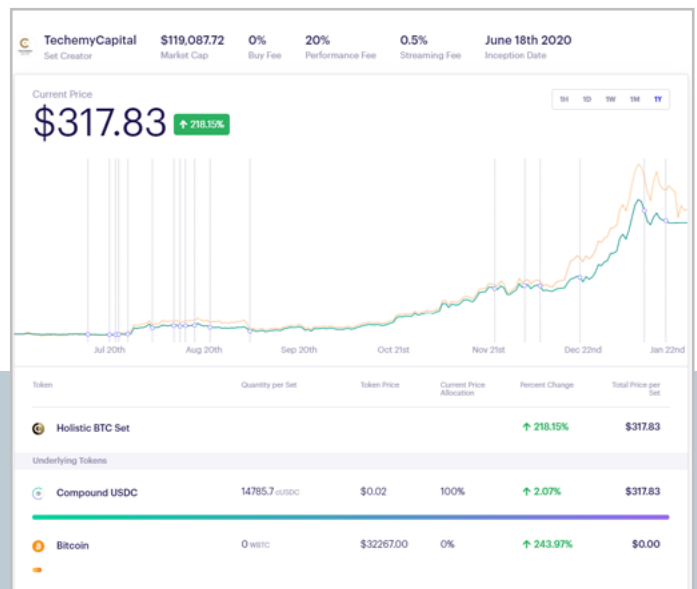 TechemyCapital $119,087.72 0% 20% 0.5% June 18th 2020
Set Creator Market Cap Buy Fee Performance Fee Streaming Fee Inception Date
Current Price
1H 1D 1W 1M 1Y
$317.83 ↑ 218.15%
Jul 20th Aug 20th Sep 20th Oct 21st Nov 21st Dec 22nd Jan 22nd
Token Quantity per Set Token Price Current Price Allocation Percent Change Total Price per Set
Holistic BTC Set ↑ 218.15% $317.83
Underlying Tokens
Compound USDC 14785.7 cUSDC $0.02 100% ↑ 2.07% $317.83
Bitcoin 0 WBTC $32267.00 0% ↑ 243.97% $0.00